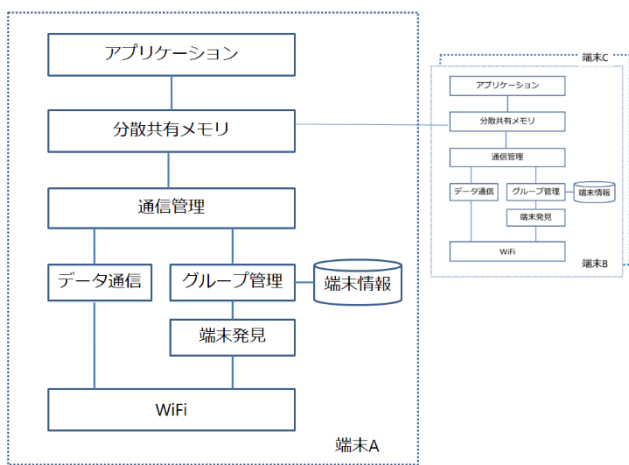 アプリケーション
分散共有メモリ
通信管理
データ通信
グループ管理
端末情報
端末発見
WiFi
端末A
端末C
アプリケーション
分散共有メモリ
通信管理
データ通信
グループ管理
端末情報
端末発見
WiFi
端末B